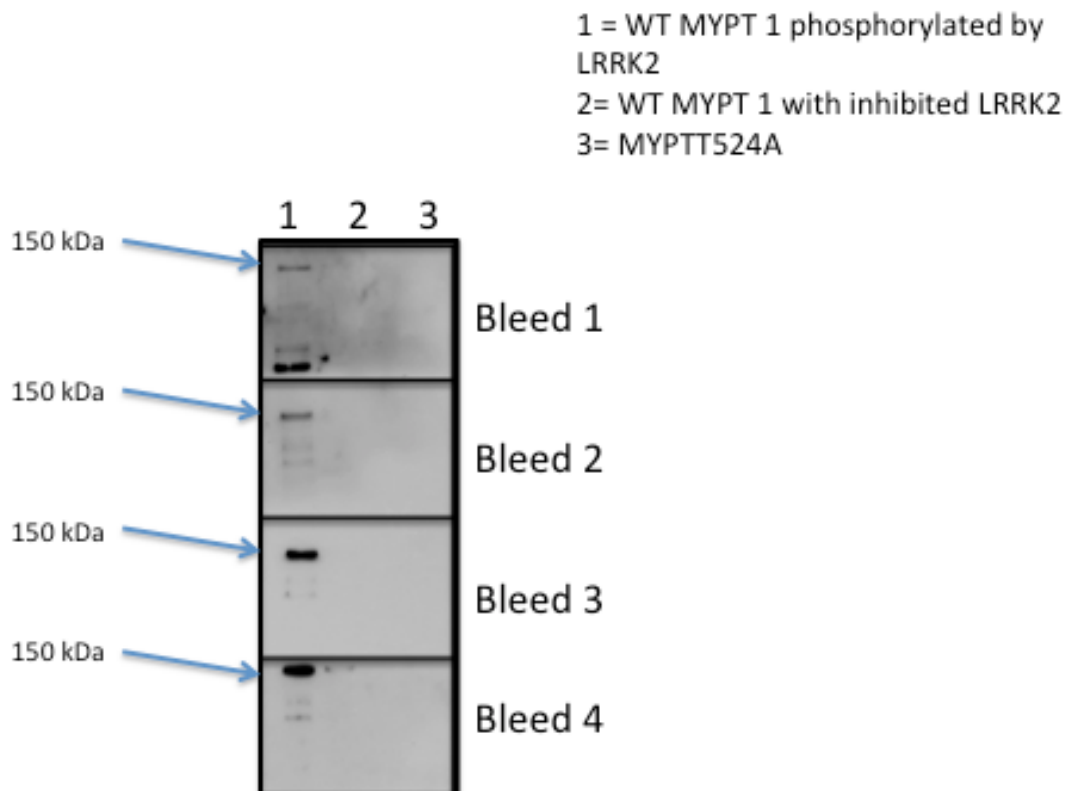 1 = WT MYPT 1 phosphorylated by
LRRK2
2= WT MYPT 1 with inhibited LRRK2
3= MYPTT524A
1 2 3
150 kDa
Bleed 1
150 kDa
Bleed 2
150 kDa
Bleed 3
150 kDa
Bleed 4